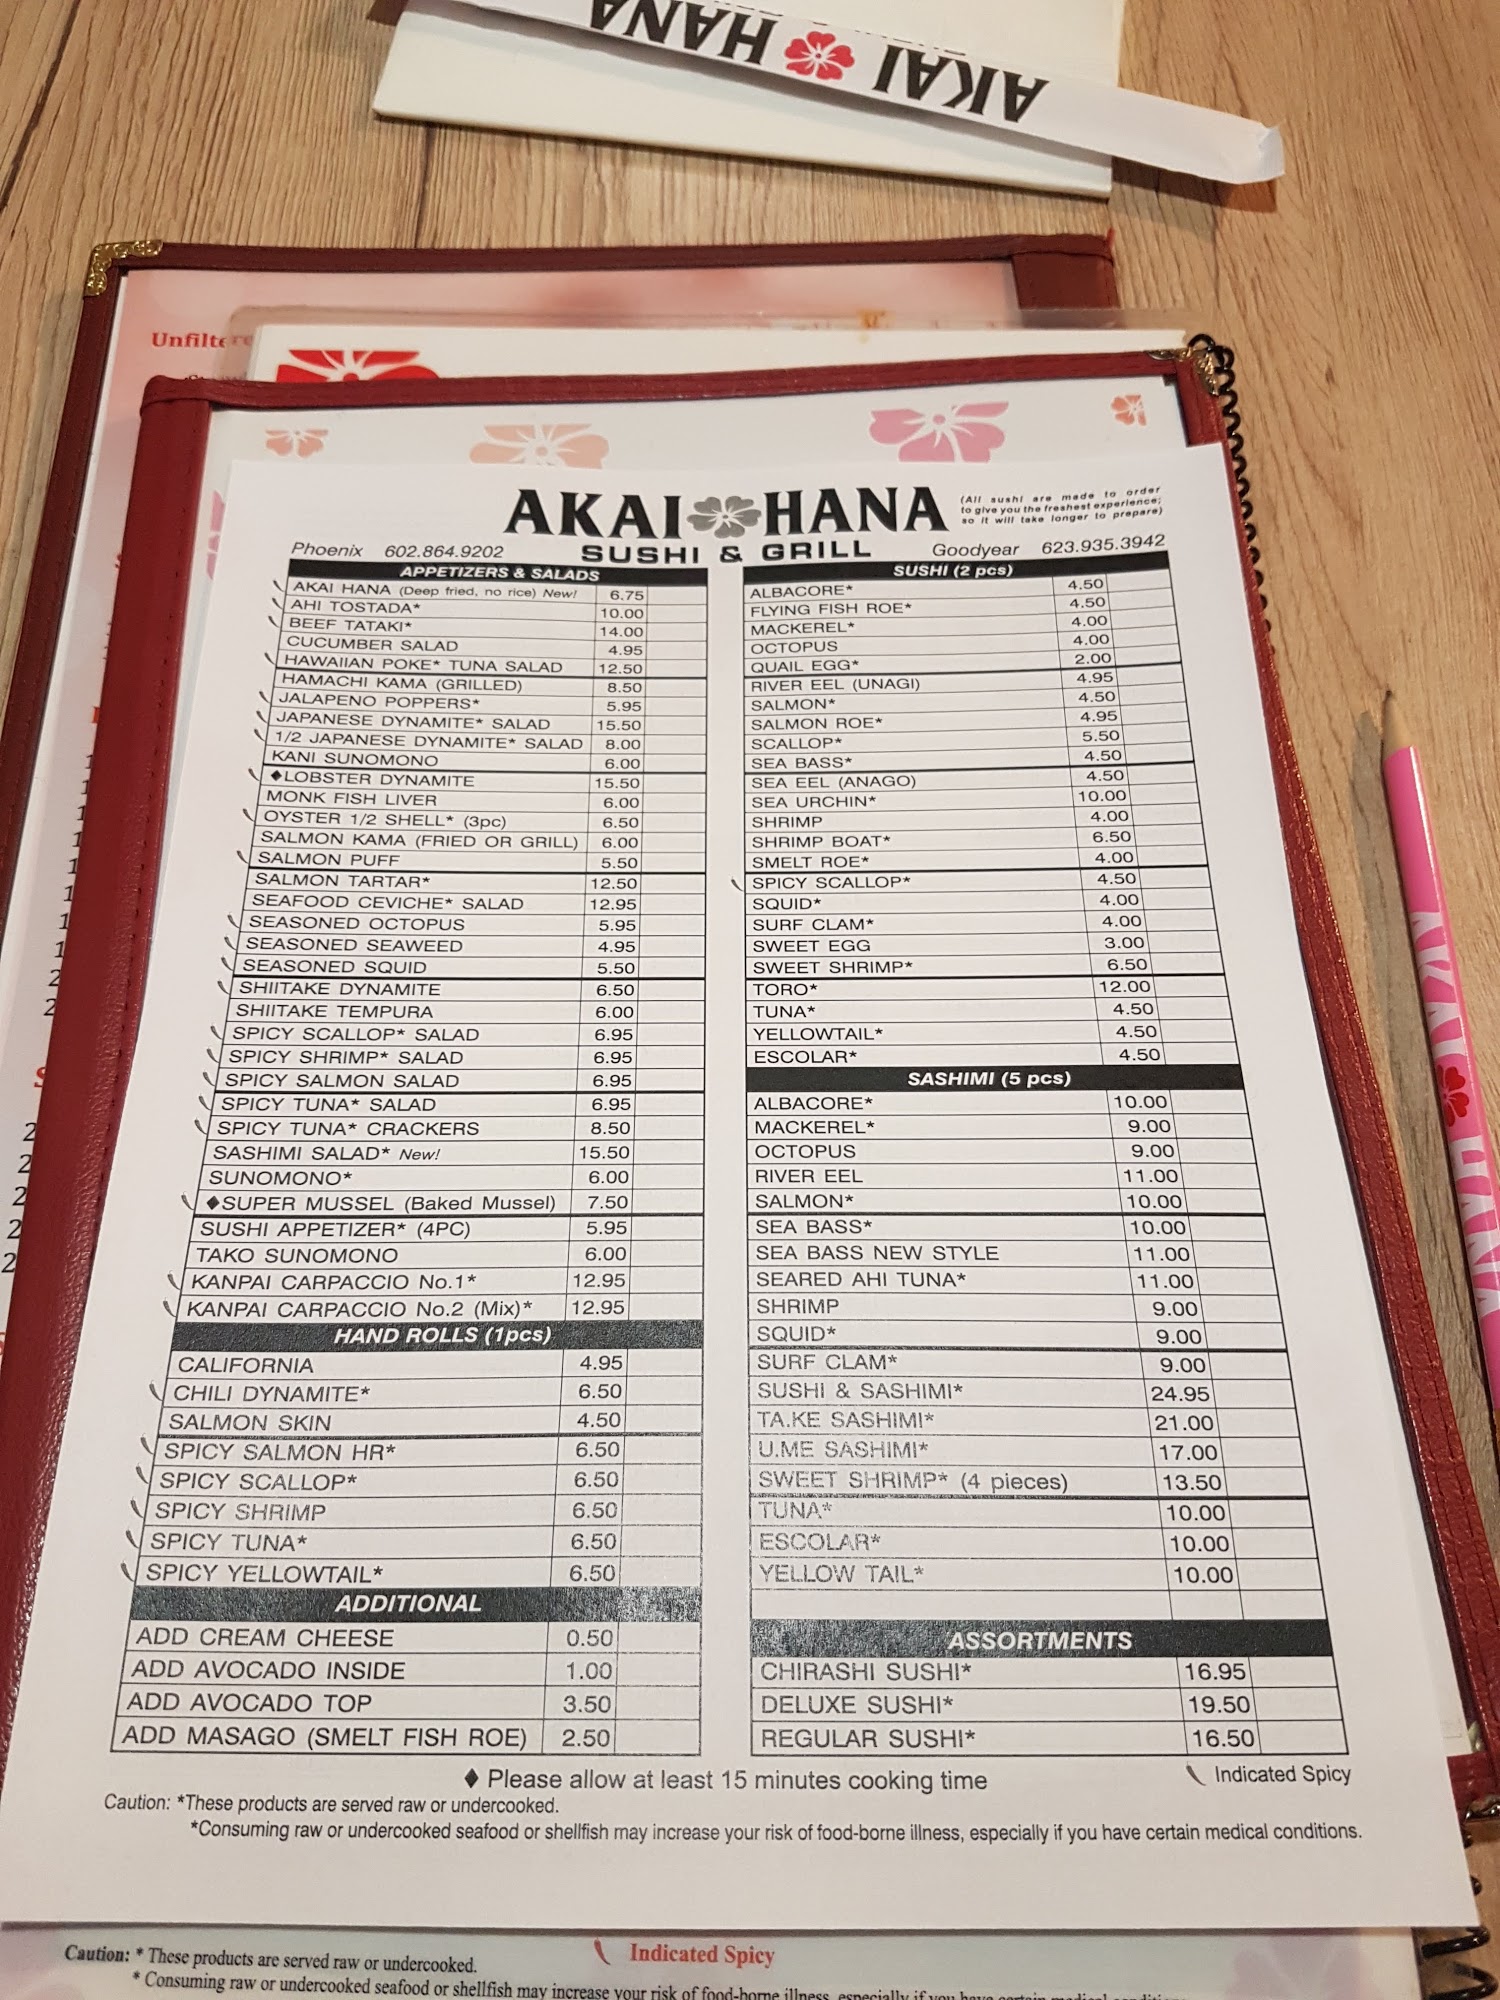 AKAI HANA
Unfilte
AKAI HANA
(All sushi are made to order
to give you the freshest experience;
so it will take longer to prepare)
Phoenix 602.864.9202
SUSHI & GRILL
Goodyear 623.935.3942
APPETIZERS & SALADS
AKAI HANA (Deep fried, no rice) New! 6.75
AHI TOSTADA* 10.00
BEEF TATAKI* 14.00
CUCUMBER SALAD 4.95
HAWAIIAN POKE* TUNA SALAD 12.50
HAMACHI KAMA (GRILLED) 8.50
JALAPENO POPPERS* 5.95
JAPANESE DYNAMITE* SALAD 15.50
1/2 JAPANESE DYNAMITE* SALAD 8.00
KANI SUNOMONO 6.00
♦LOBSTER DYNAMITE 15.50
MONK FISH LIVER 6.00
OYSTER 1/2 SHELL* (3pc) 6.50
SALMON KAMA (FRIED OR GRILL) 6.00
SALMON PUFF 5.50
SALMON TARTAR* 12.50
SEAFOOD CEVICHE* SALAD 12.95
SEASONED OCTOPUS 5.95
SEASONED SEAWEED 4.95
SEASONED SQUID 5.50
SHIITAKE DYNAMITE 6.50
SHIITAKE TEMPURA 6.00
SPICY SCALLOP* SALAD 6.95
SPICY SHRIMP* SALAD 6.95
SPICY SALMON SALAD 6.95
SPICY TUNA* SALAD 6.95
SPICY TUNA* CRACKERS 8.50
SASHIMI SALAD* New! 15.50
SUNOMONO* 6.00
♦SUPER MUSSEL (Baked Mussel) 7.50
SUSHI APPETIZER* (4PC) 5.95
TAKO SUNOMONO 6.00
KANPAI CARPACCIO No.1* 12.95
KANPAI CARPACCIO No.2 (Mix)* 12.95
HAND ROLLS (1pcs)
CALIFORNIA 4.95
CHILI DYNAMITE* 6.50
SALMON SKIN 4.50
SPICY SALMON HR* 6.50
SPICY SCALLOP* 6.50
SPICY SHRIMP 6.50
SPICY TUNA* 6.50
SPICY YELLOWTAIL* 6.50
ADDITIONAL
ADD CREAM CHEESE 0.50
ADD AVOCADO INSIDE 1.00
ADD AVOCADO TOP 3.50
ADD MASAGO (SMELT FISH ROE) 2.50
SUSHI (2 pcs)
ALBACORE* 4.50
FLYING FISH ROE* 4.50
MACKEREL* 4.00
OCTOPUS 4.00
QUAIL EGG* 2.00
RIVER EEL (UNAGI) 4.95
SALMON* 4.50
SALMON ROE* 4.95
SCALLOP* 5.50
SEA BASS* 4.50
SEA EEL (ANAGO) 4.50
SEA URCHIN* 10.00
SHRIMP 4.00
SHRIMP BOAT* 6.50
SMELT ROE* 4.00
SPICY SCALLOP* 4.50
SQUID* 4.00
SURF CLAM* 4.00
SWEET EGG 3.00
SWEET SHRIMP* 6.50
TORO* 12.00
TUNA* 4.50
YELLOWTAIL* 4.50
ESCOLAR* 4.50
SASHIMI (5 pcs)
ALBACORE* 10.00
MACKEREL* 9.00
OCTOPUS 9.00
RIVER EEL 11.00
SALMON* 10.00
SEA BASS* 10.00
SEA BASS NEW STYLE 11.00
SEARED AHI TUNA* 11.00
SHRIMP 9.00
SQUID* 9.00
SURF CLAM* 9.00
SUSHI & SASHIMI* 24.95
TA.KE SASHIMI* 21.00
U.ME SASHIMI* 17.00
SWEET SHRIMP* (4 pieces) 13.50
TUNA* 10.00
ESCOLAR* 10.00
YELLOW TAIL* 10.00
ASSORTMENTS
CHIRASHI SUSHI* 16.95
DELUXE SUSHI* 19.50
REGULAR SUSHI* 16.50
♦ Please allow at least 15 minutes cooking time
Indicated Spicy
Caution: *These products are served raw or undercooked.
*Consuming raw or undercooked seafood or shellfish may increase your risk of food-borne illness, especially if you have certain medical conditions.
Caution: * These products are served raw or undercooked.
Indicated Spicy
* Consuming raw or undercooked seafood or shellfish may increase your risk of food-borne illness, especially if you have certain medical
AKAI HANA